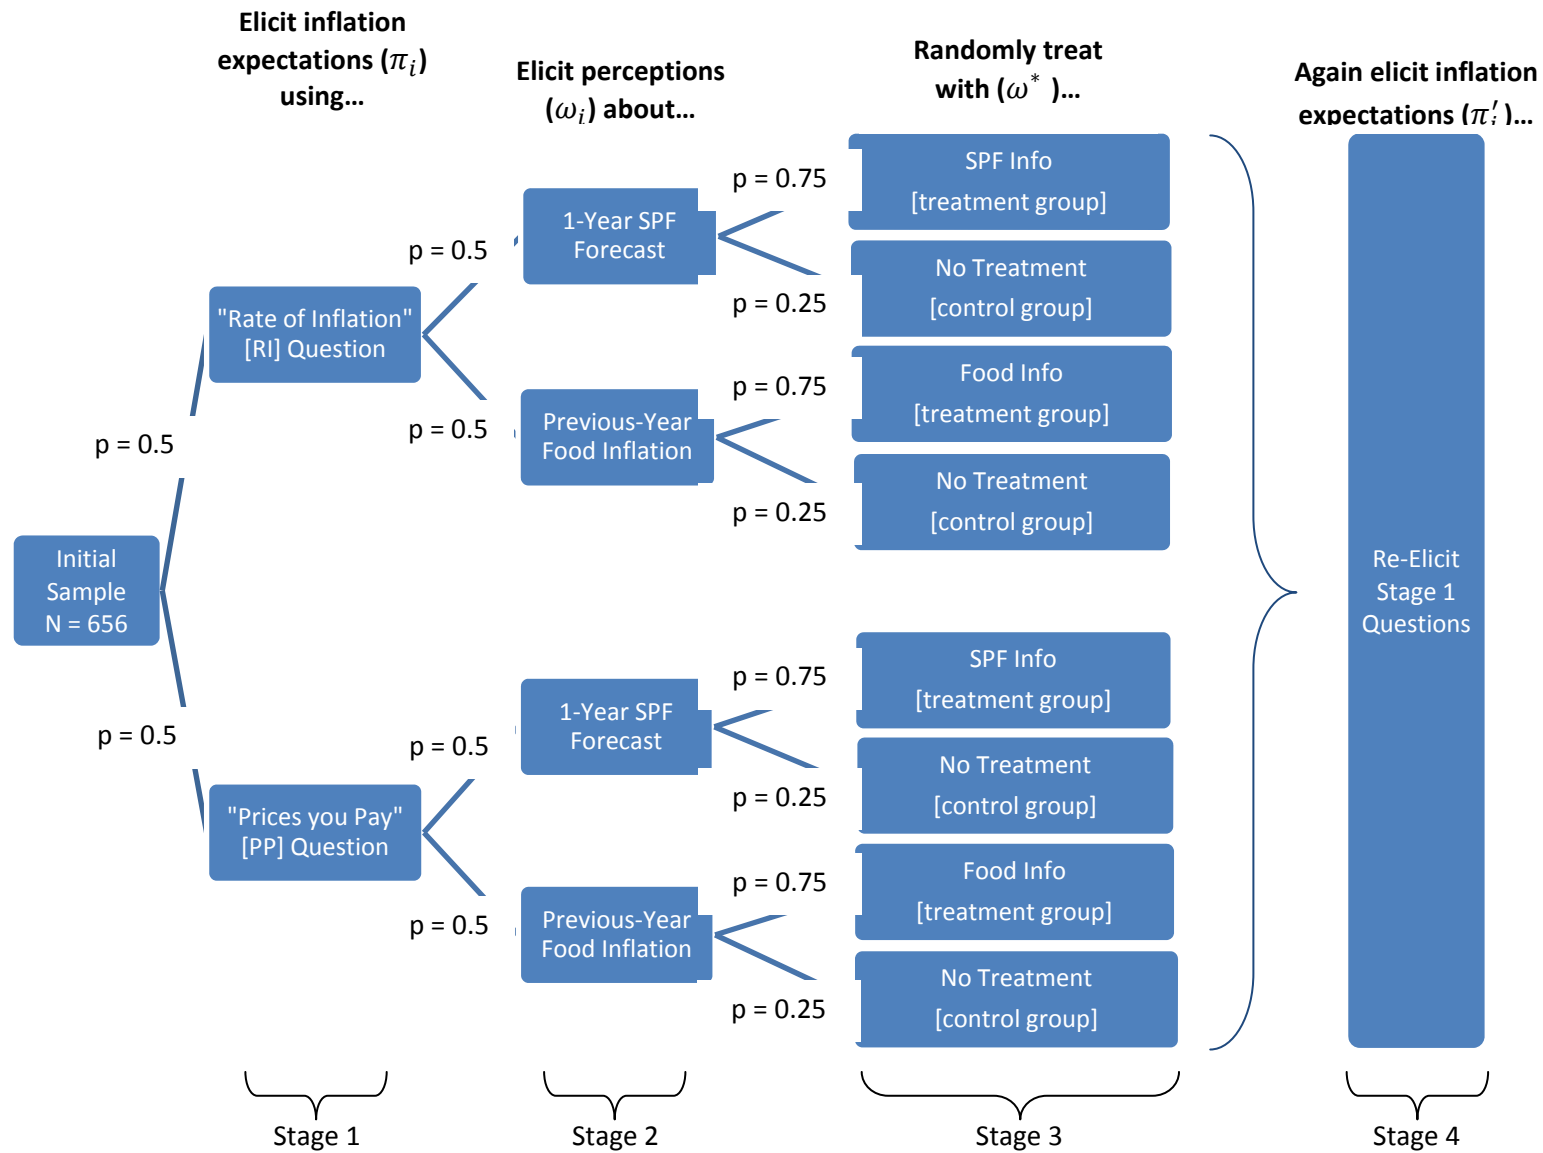 Elicit inflation
expectations (π_i)
using…
Elicit perceptions
(ω_i) about…
Randomly treat
with (ω* )…
Again elicit inflation
expectations (π′_i)…
Initial
Sample
N = 656
p = 0.5
p = 0.5
"Rate of Inflation"
[RI] Question
p = 0.5
p = 0.5
1-Year SPF
Forecast
p = 0.75
p = 0.25
SPF Info
[treatment group]
No Treatment
[control group]
Previous-Year
Food Inflation
p = 0.75
p = 0.25
Food Info
[treatment group]
No Treatment
[control group]
"Prices you Pay"
[PP] Question
p = 0.5
p = 0.5
1-Year SPF
Forecast
p = 0.75
p = 0.25
SPF Info
[treatment group]
No Treatment
[control group]
Previous-Year
Food Inflation
p = 0.75
p = 0.25
Food Info
[treatment group]
No Treatment
[control group]
Re-Elicit
Stage 1
Questions
Stage 1
Stage 2
Stage 3
Stage 4